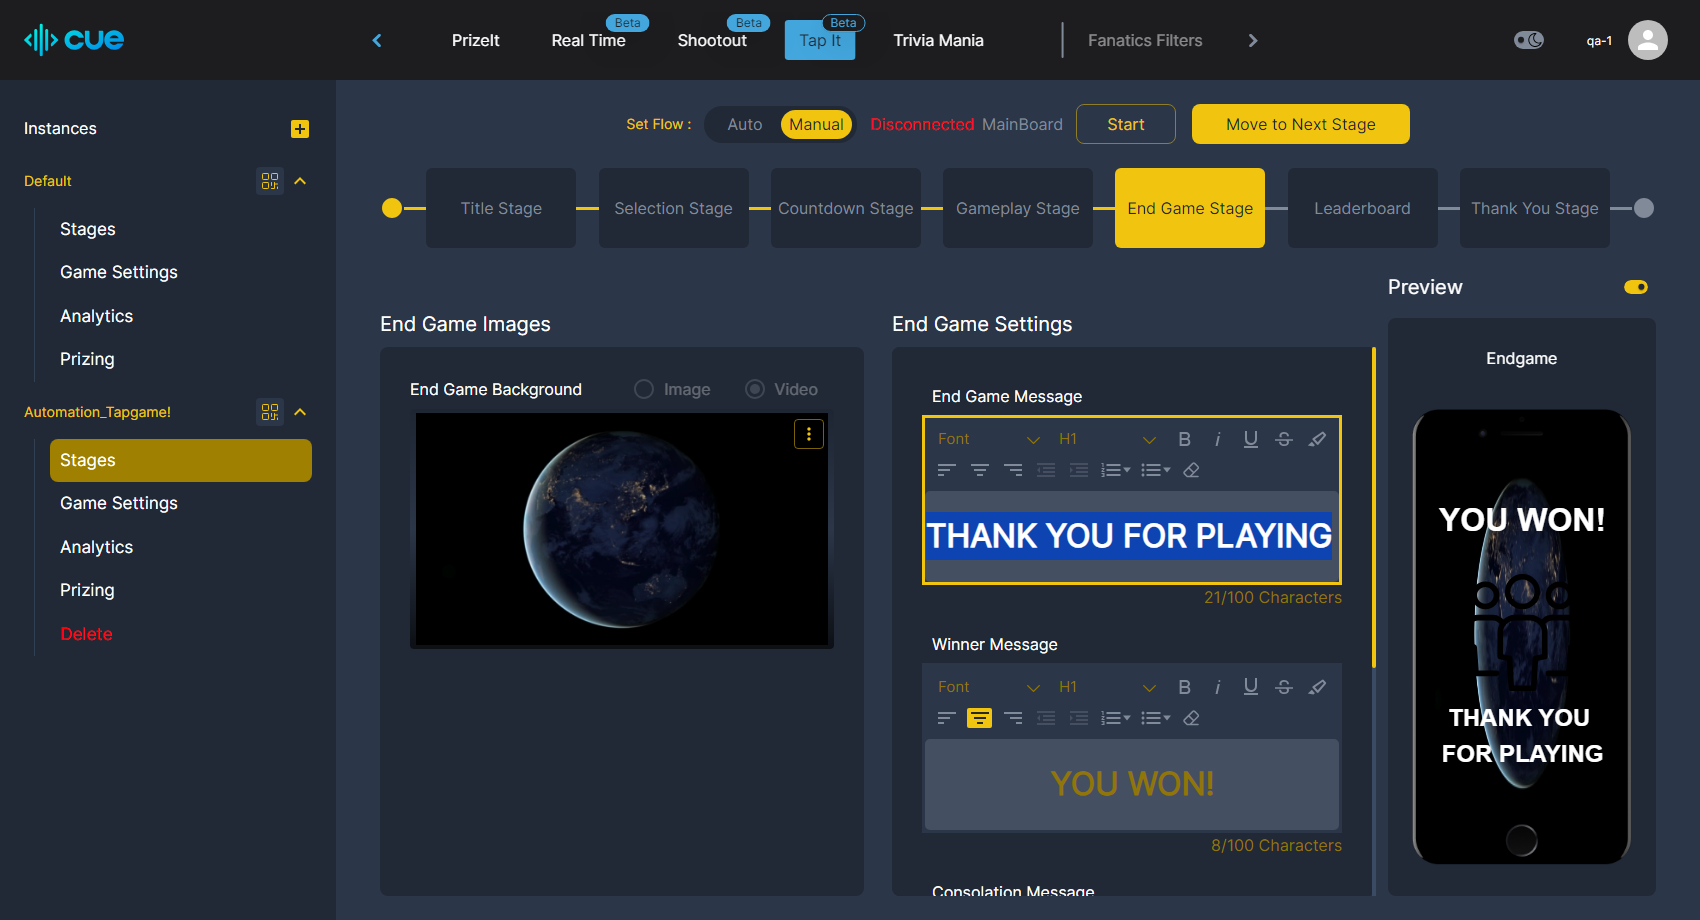 cue
PrizeIt
Real Time
Beta
Shootout
Beta
Tap It
Beta
Trivia Mania
Fanatics Filters
qa-1
Instances
Default
Stages
Game Settings
Analytics
Prizing
Automation_Tapgame!
Stages
Game Settings
Analytics
Prizing
Delete
Set Flow :
Auto
Manual
Disconnected
MainBoard
Start
Move to Next Stage
Title Stage
Selection Stage
Countdown Stage
Gameplay Stage
End Game Stage
Leaderboard
Thank You Stage
End Game Images
End Game Background
Image
Video
End Game Settings
End Game Message
Font
H1
B
i
U
S
THANK YOU FOR PLAYING
21/100 Characters
Winner Message
Font
H1
B
i
U
S
YOU WON!
8/100 Characters
Consolation Message
Preview
Endgame
YOU WON!
THANK YOU
FOR PLAYING